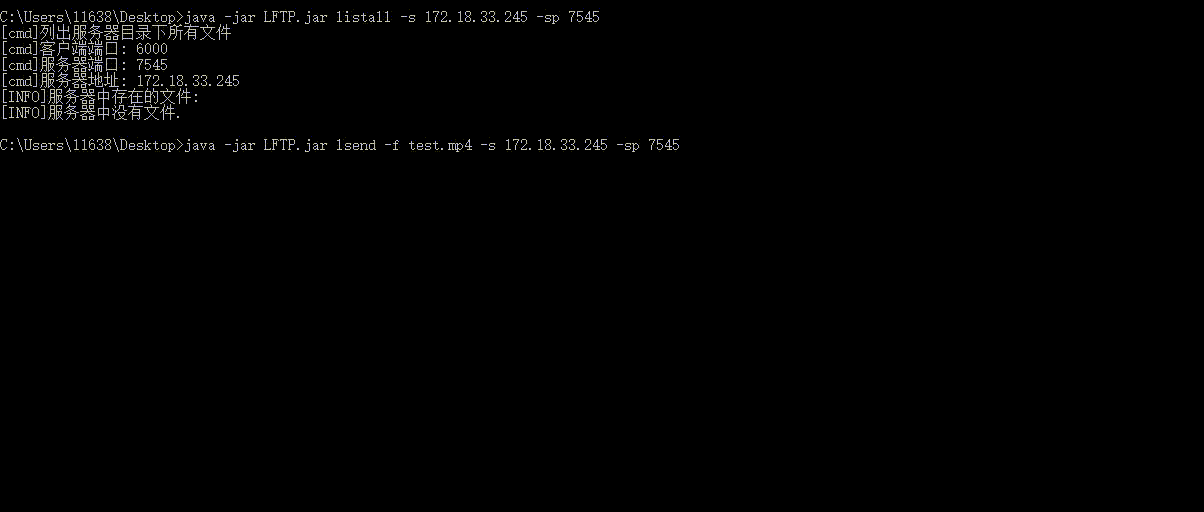 C:\Users\11638\Desktop>java -jar LFTP.jar listall -s 172.18.33.245 -sp 7545
[cmd]列出服务器目录下所有文件
[cmd]客户端端口: 6000
[cmd]服务器端口: 7545
[cmd]服务器地址: 172.18.33.245
[INFO]服务器中存在的文件:
[INFO]服务器中没有文件.
C:\Users\11638\Desktop>java -jar LFTP.jar lsend -f test.mp4 -s 172.18.33.245 -sp 7545